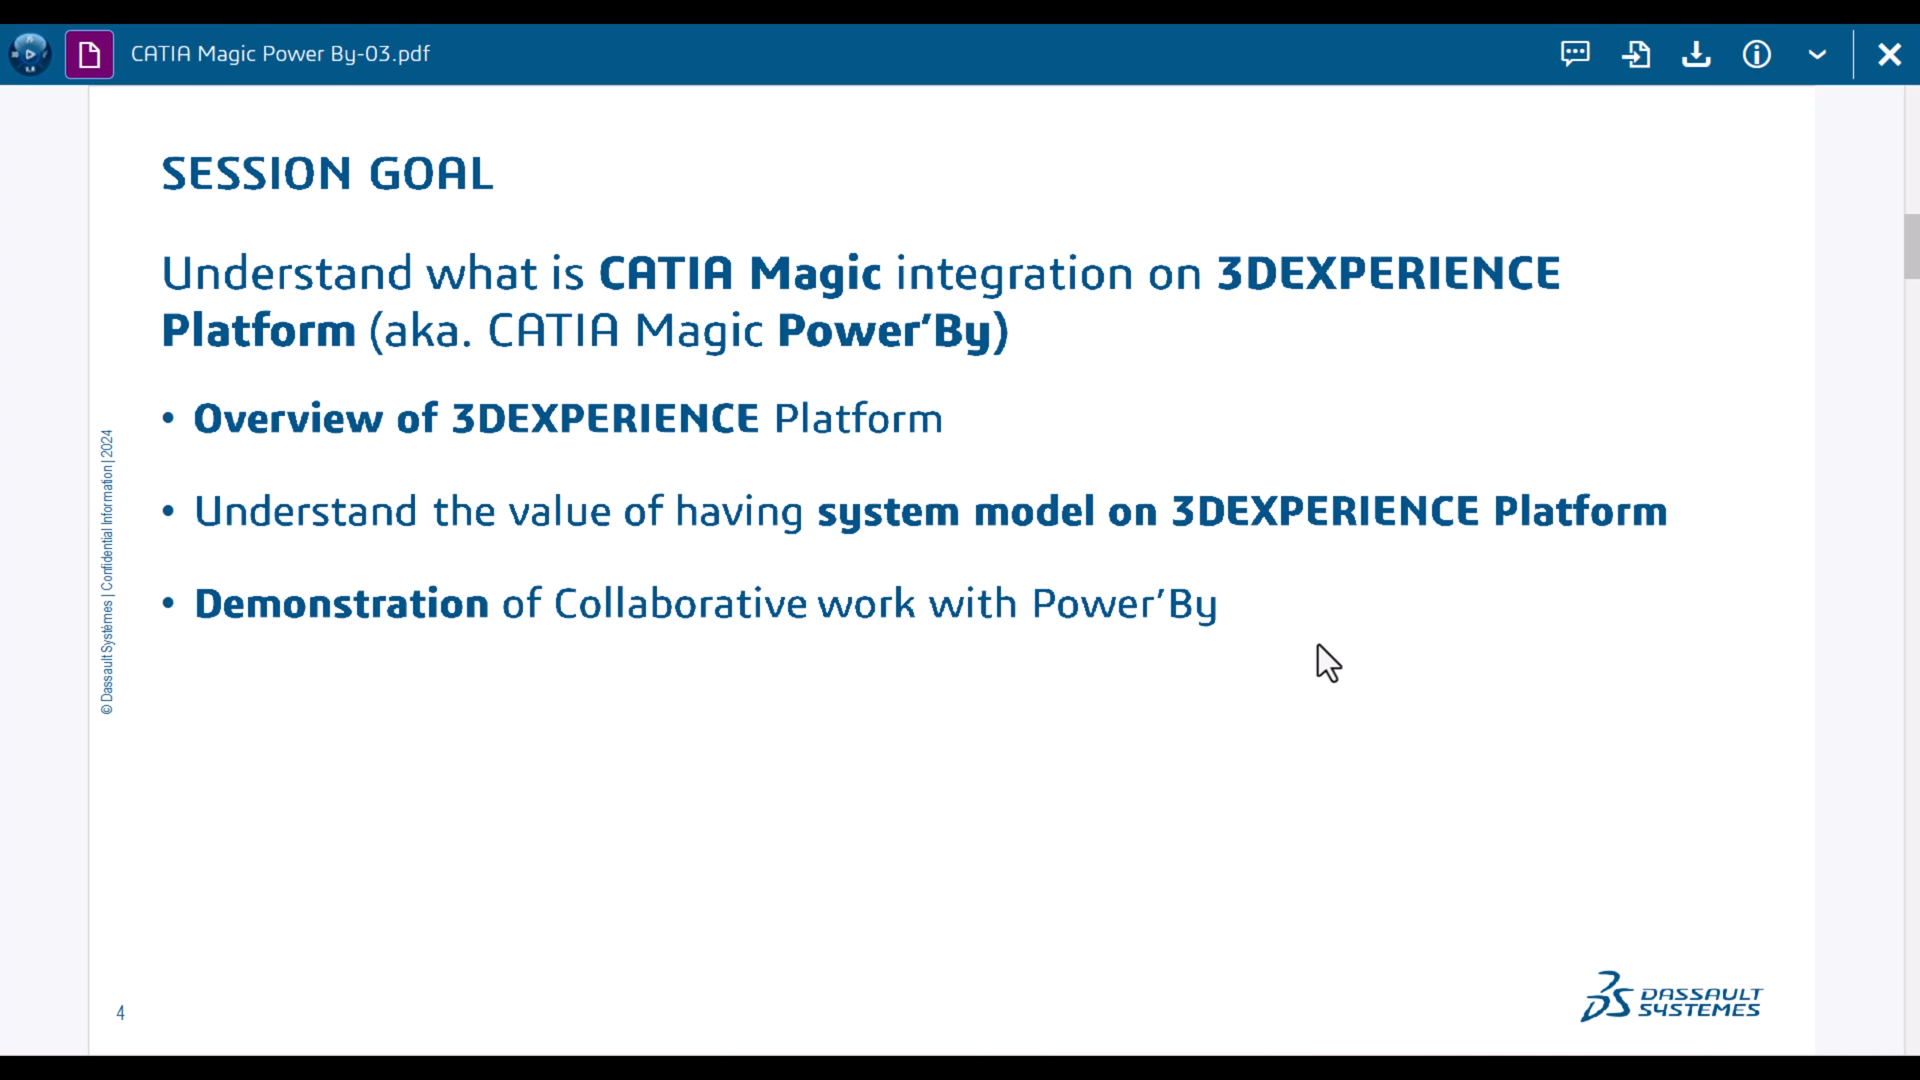 CATIA Magic Power By-03.pdf
SESSION GOAL
Understand what is CATIA Magic integration on 3DEXPERIENCE
Platform (aka. CATIA Magic Power’By)
• Overview of 3DEXPERIENCE Platform
• Understand the value of having system model on 3DEXPERIENCE Platform
• Demonstration of Collaborative work with Power’By
© Dassault Systèmes | Confidential Information | 2024
4
DASSAULT
SYSTEMES